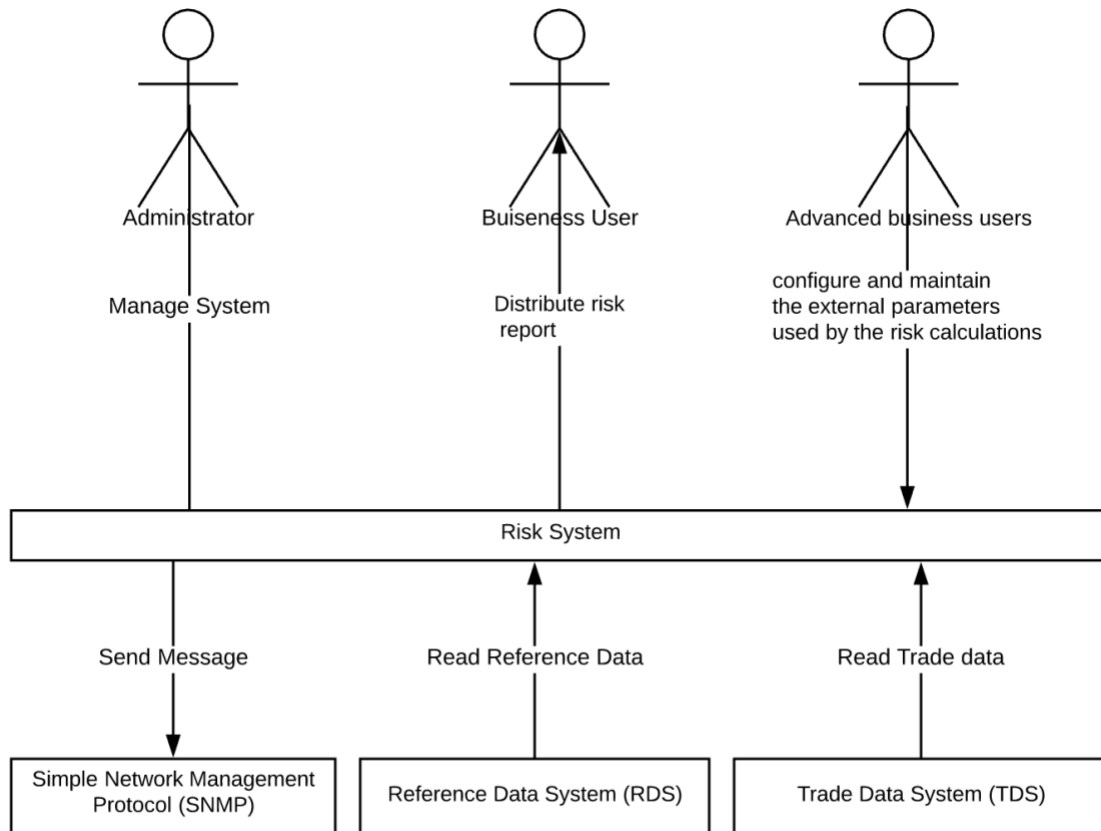 Administrator
Buiseness User
Advanced business users
Manage System
Distribute risk
report
configure and maintain
the external parameters
used by the risk calculations
Risk System
Send Message
Read Reference Data
Read Trade data
Simple Network Management
Protocol (SNMP)
Reference Data System (RDS)
Trade Data System (TDS)